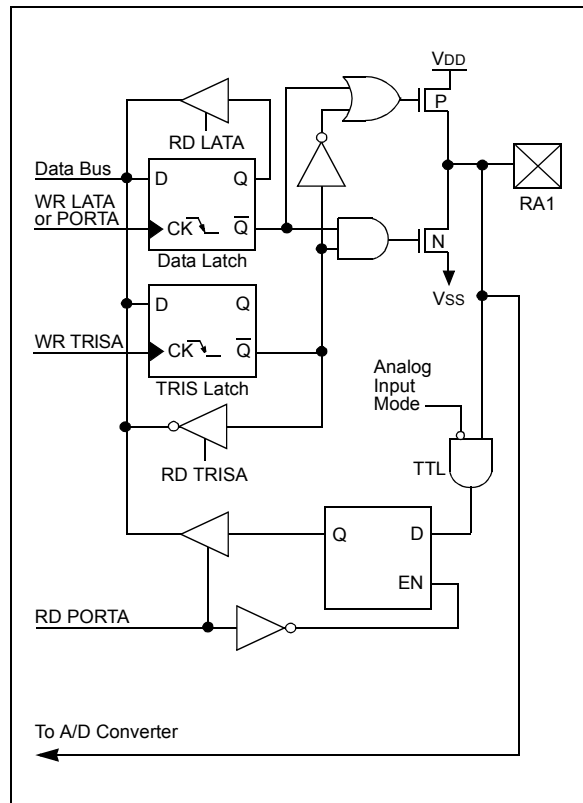 VDD
P
RD LATA
Data Bus
D Q
RA1
WR LATA
or PORTA
CK Q
N
Data Latch
VSS
D Q
WR TRISA
CK Q
TRIS Latch
Analog
Input
Mode
TTL
RD TRISA
Q D
EN
RD PORTA
To A/D Converter